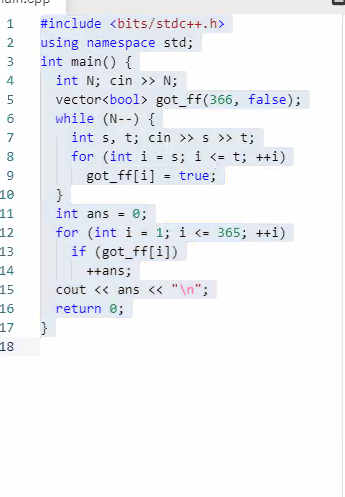 main.cpp
1 #include <bits/stdc++.h>
2 using namespace std;
3 int main() {
4 int N; cin >> N;
5 vector<bool> got_ff(366, false);
6 while (N--) {
7 int s, t; cin >> s >> t;
8 for (int i = s; i <= t; ++i)
9 got_ff[i] = true;
10 }
11 int ans = 0;
12 for (int i = 1; i <= 365; ++i)
13 if (got_ff[i])
14 ++ans;
15 cout << ans << "\n";
16 return 0;
17 }
18